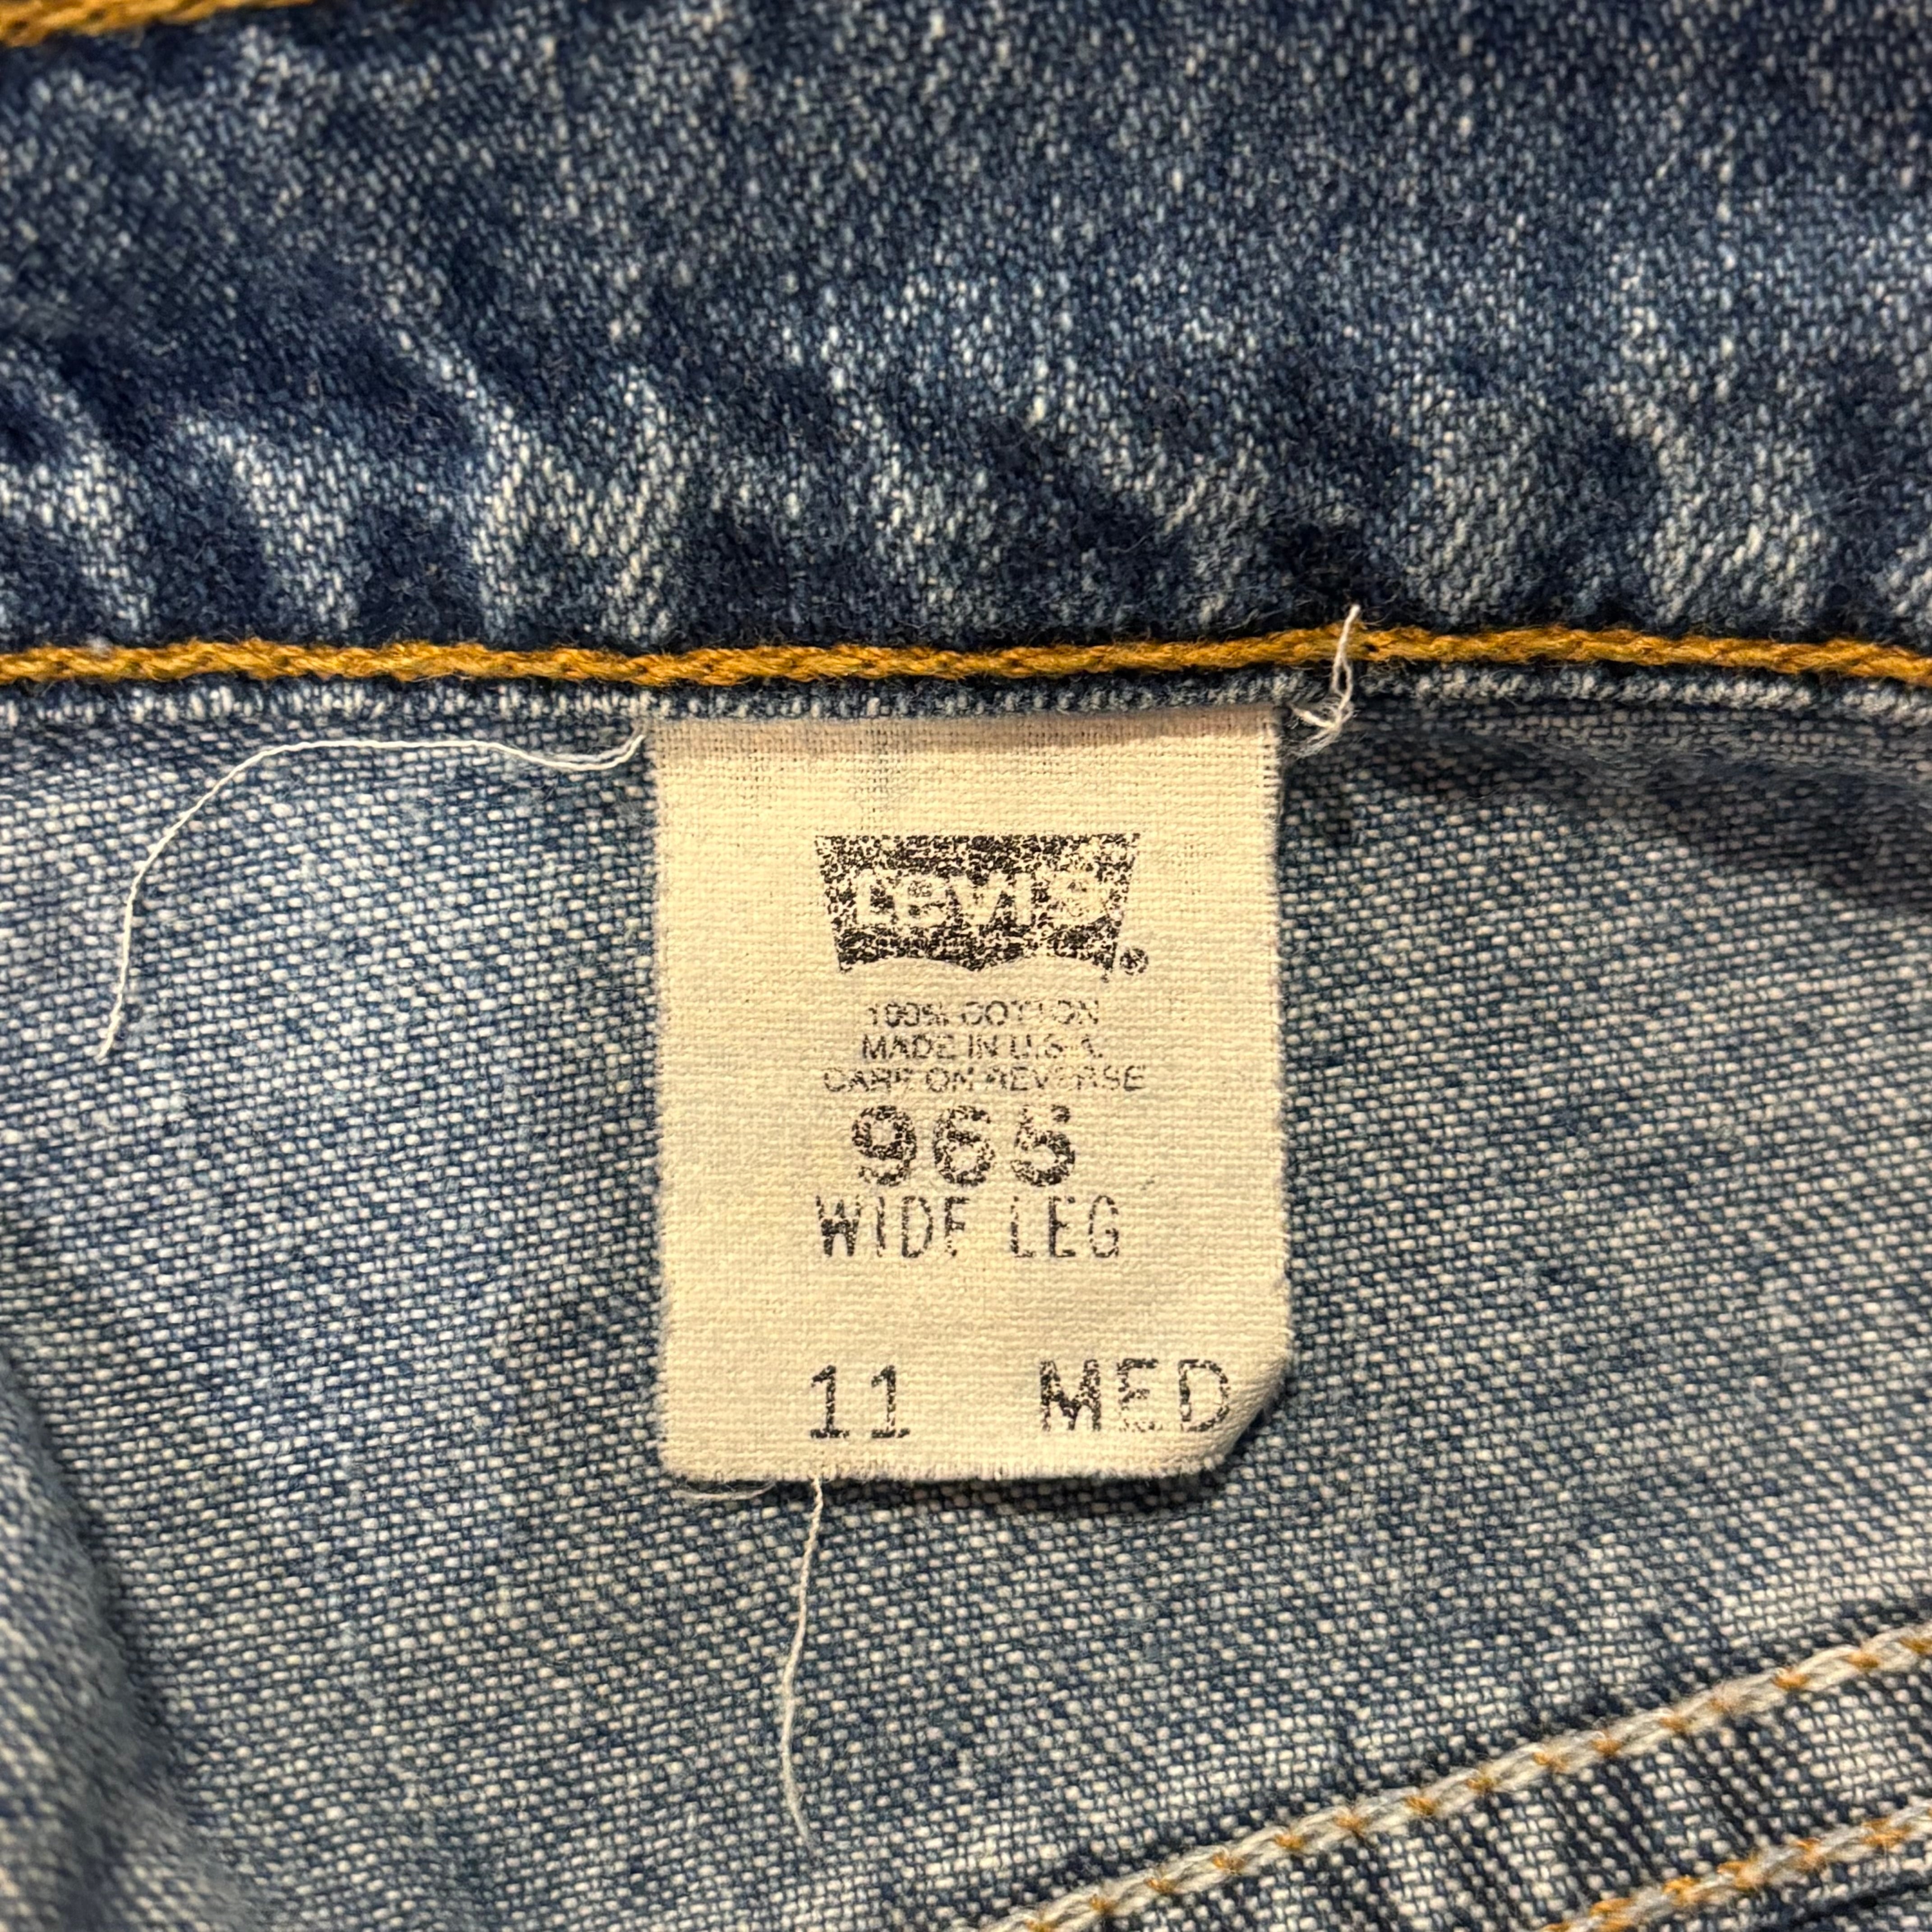 LEVI'S®
100% COTTON
MADE IN U.S.A.
CARE ON REVERSE
965
WIDE LEG
11 MED